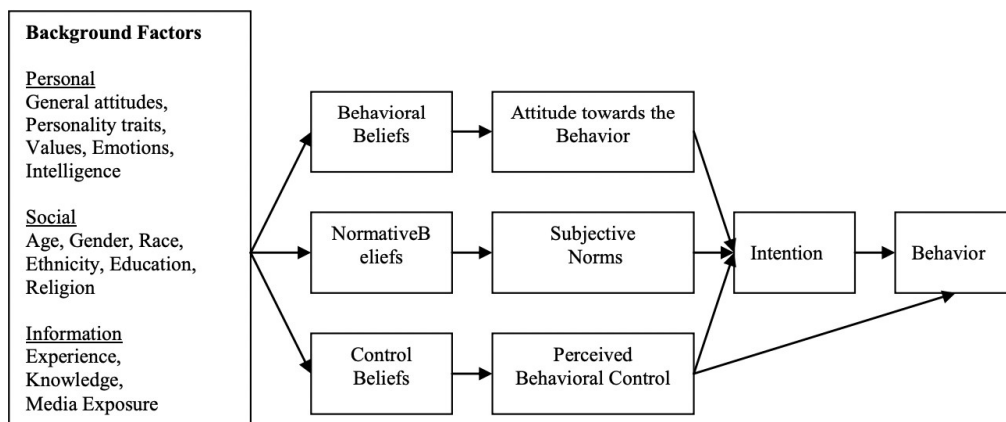 Background Factors
Personal
General attitudes,
Personality traits,
Values, Emotions,
Intelligence
Social
Age, Gender, Race,
Ethnicity, Education,
Religion
Information
Experience,
Knowledge,
Media Exposure
Behavioral
Beliefs
NormativeB
eliefs
Control
Beliefs
Attitude towards the
Behavior
Subjective
Norms
Perceived
Behavioral Control
Intention
Behavior